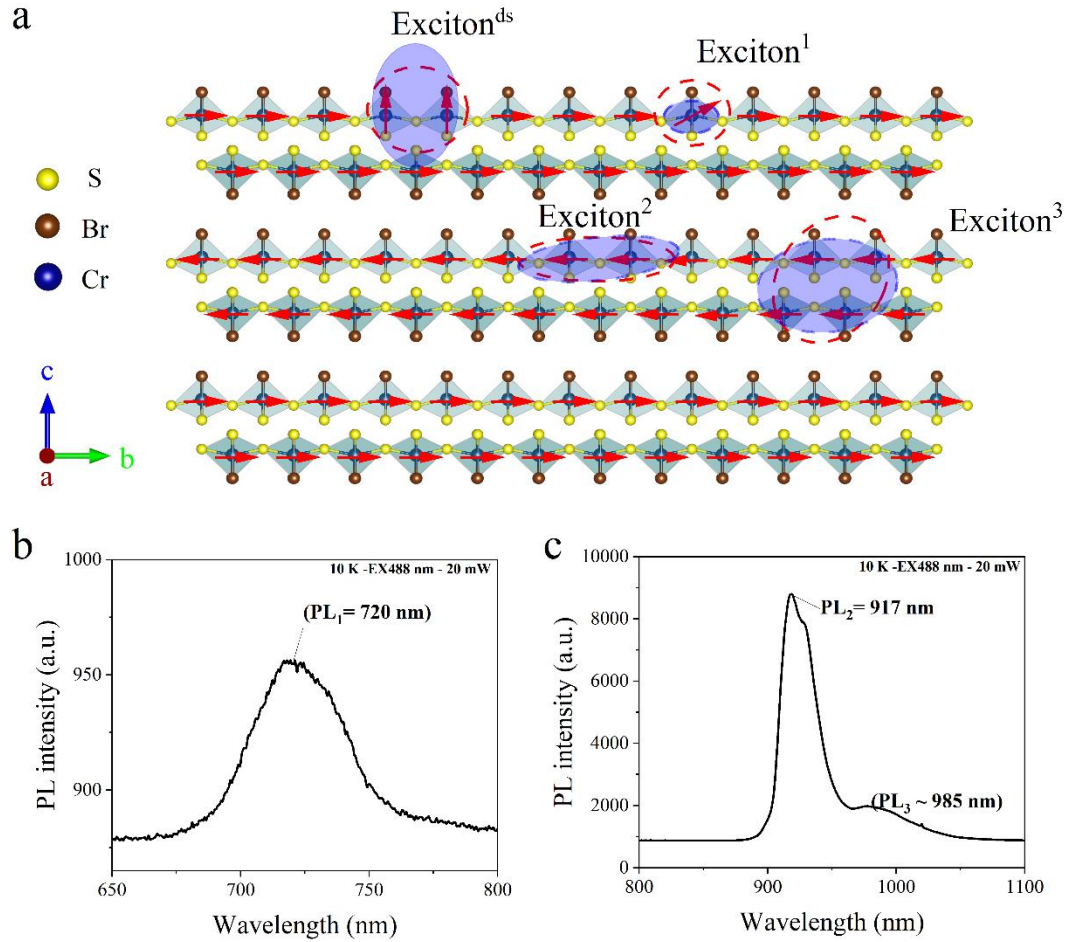 a
Exciton^ds
Exciton^1
S
Br
Cr
Exciton^2
Exciton^3
c
b
a
b
1000
950
900
10 K -EX488 nm - 20 mW
(PL₁= 720 nm)
PL intensity (a.u.)
650
700
750
800
Wavelength (nm)
c
10000
8000
6000
4000
2000
0
10 K -EX488 nm - 20 mW
PL₂= 917 nm
(PL₃ ~ 985 nm)
PL intensity (a.u.)
800
900
1000
1100
Wavelength (nm)